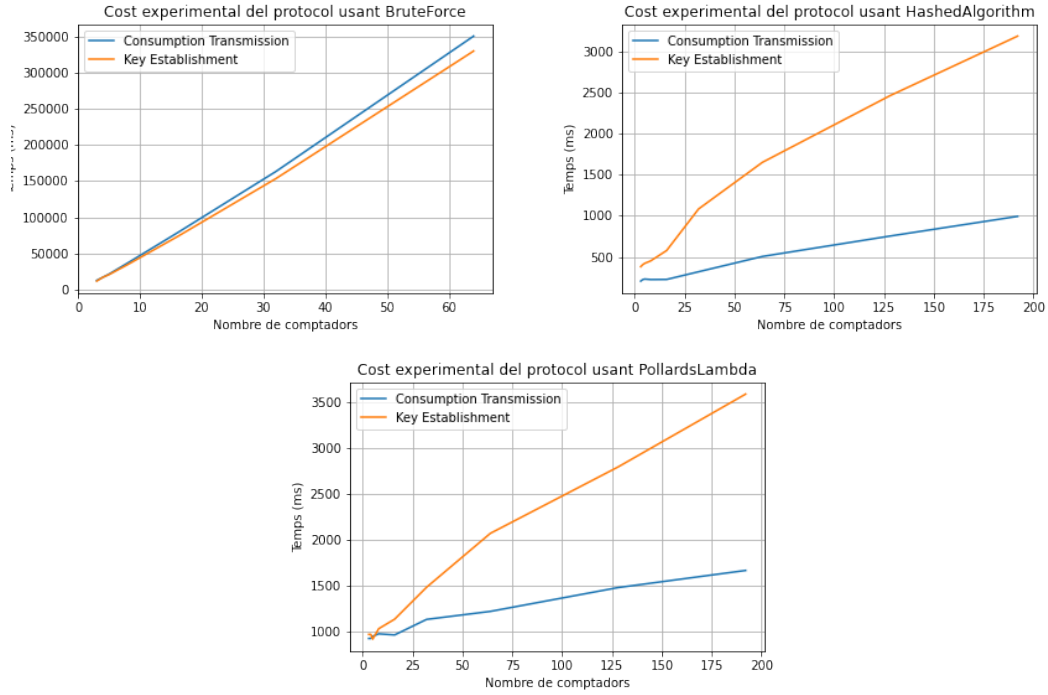 Cost experimental del protocol usant BruteForce
350000
300000
250000
200000
150000
100000
50000
0
(ms)
Consumption Transmission
Key Establishment
0 10 20 30 40 50 60
Nombre de comptadors
Cost experimental del protocol usant HashedAlgorithm
3000
2500
2000
1500
1000
500
Temps (ms)
Consumption Transmission
Key Establishment
0 25 50 75 100 125 150 175 200
Nombre de comptadors
Cost experimental del protocol usant PollardsLambda
3500
3000
2500
2000
1500
1000
Temps (ms)
Consumption Transmission
Key Establishment
0 25 50 75 100 125 150 175 200
Nombre de comptadors